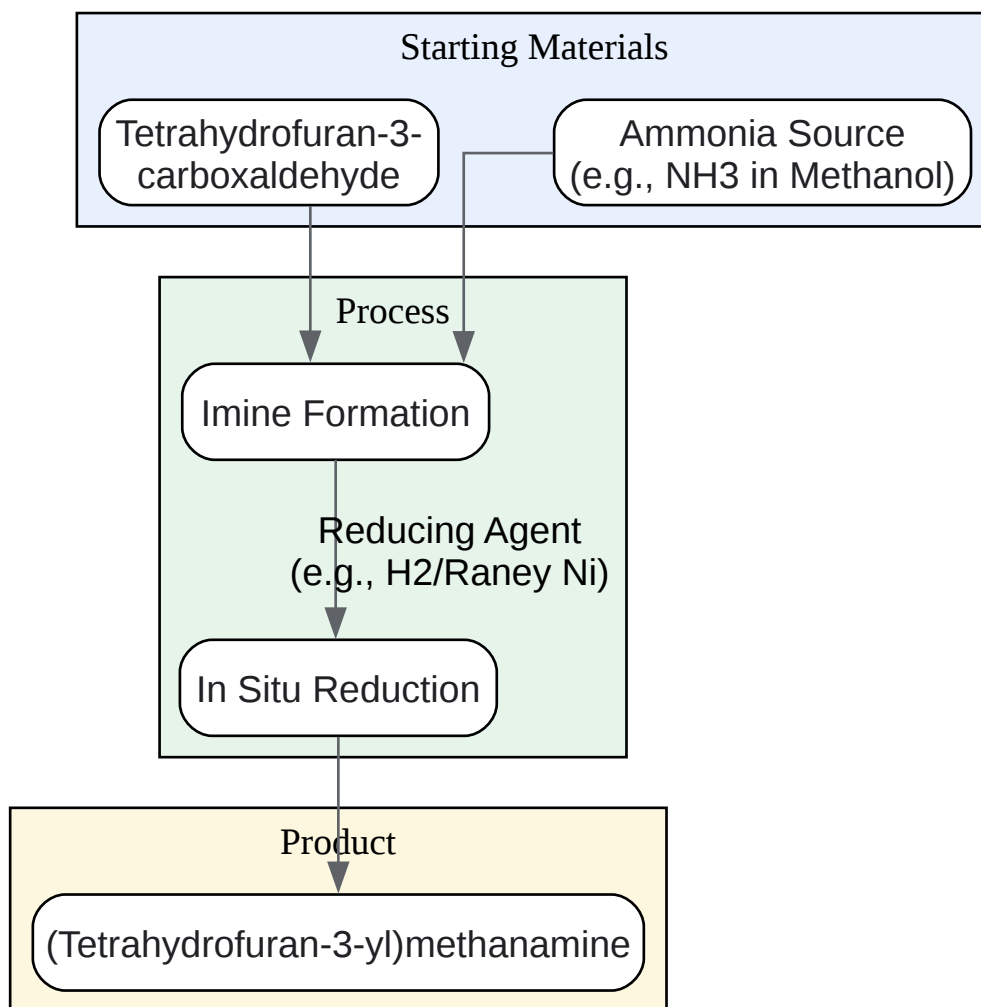 Starting Materials
Tetrahydrofuran-3-
carboxaldehyde
Ammonia Source
(e.g., NH3 in Methanol)
Process
Imine Formation
Reducing Agent
(e.g., H2/Raney Ni)
In Situ Reduction
Product
(Tetrahydrofuran-3-yl)methanamine